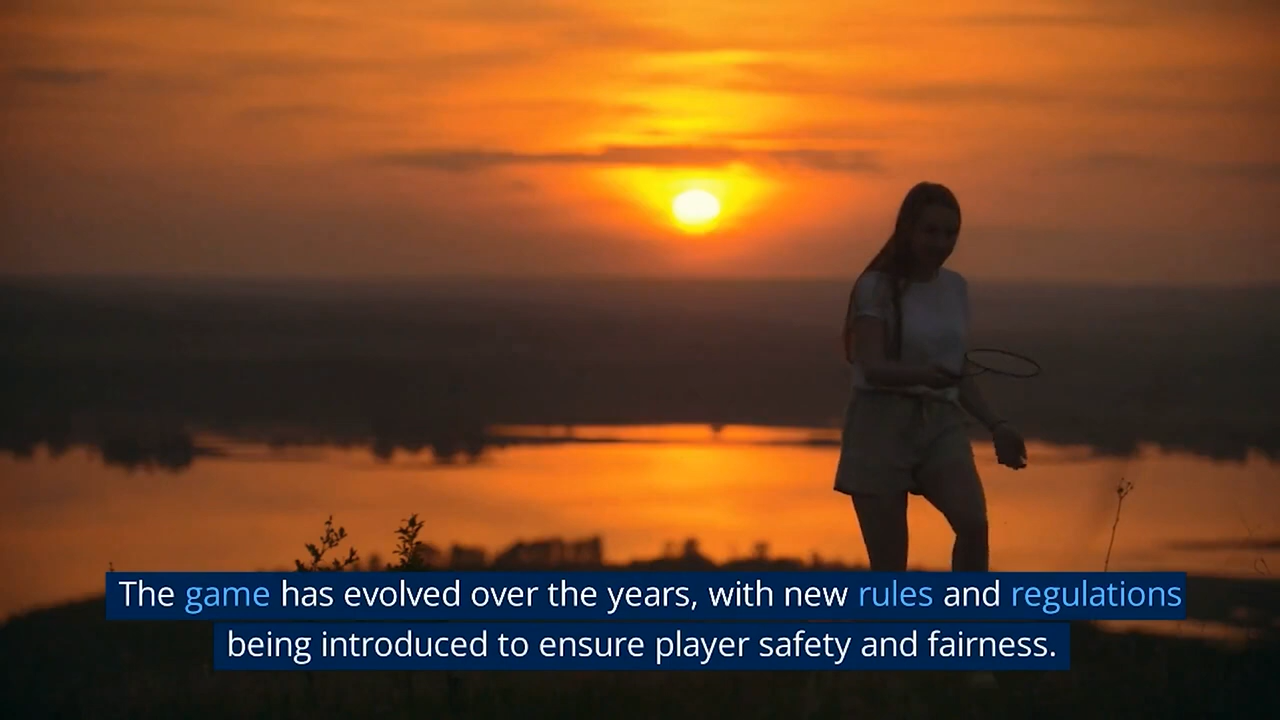 The game has evolved over the years, with new rules and regulations
being introduced to ensure player safety and fairness.